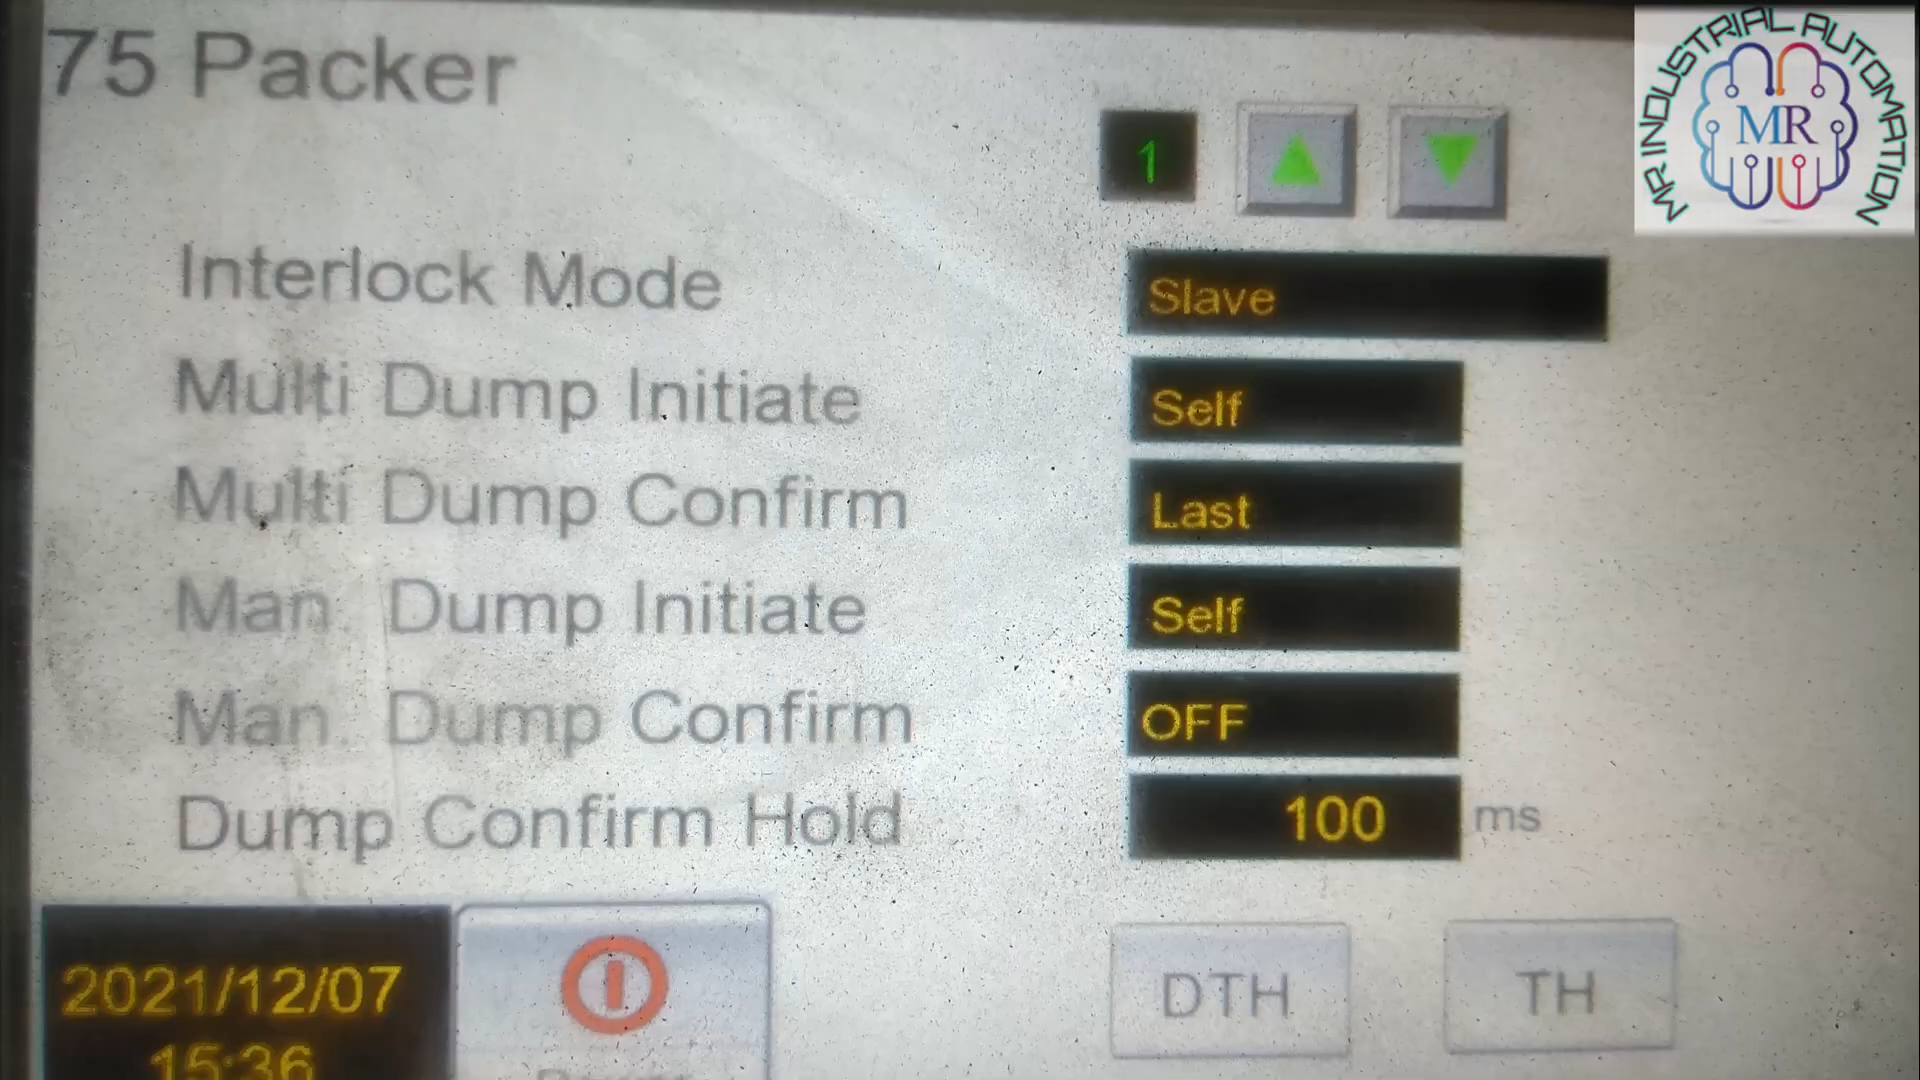 75 Packer
1
MR INDUSTRIAL AUTOMATION
MR
Interlock Mode Slave
Multi Dump Initiate Self
Multi Dump Confirm Last
Man. Dump Initiate Self
Man. Dump Confirm OFF
Dump Confirm Hold 100 ms
2021/12/07
15:36
DTH
TH